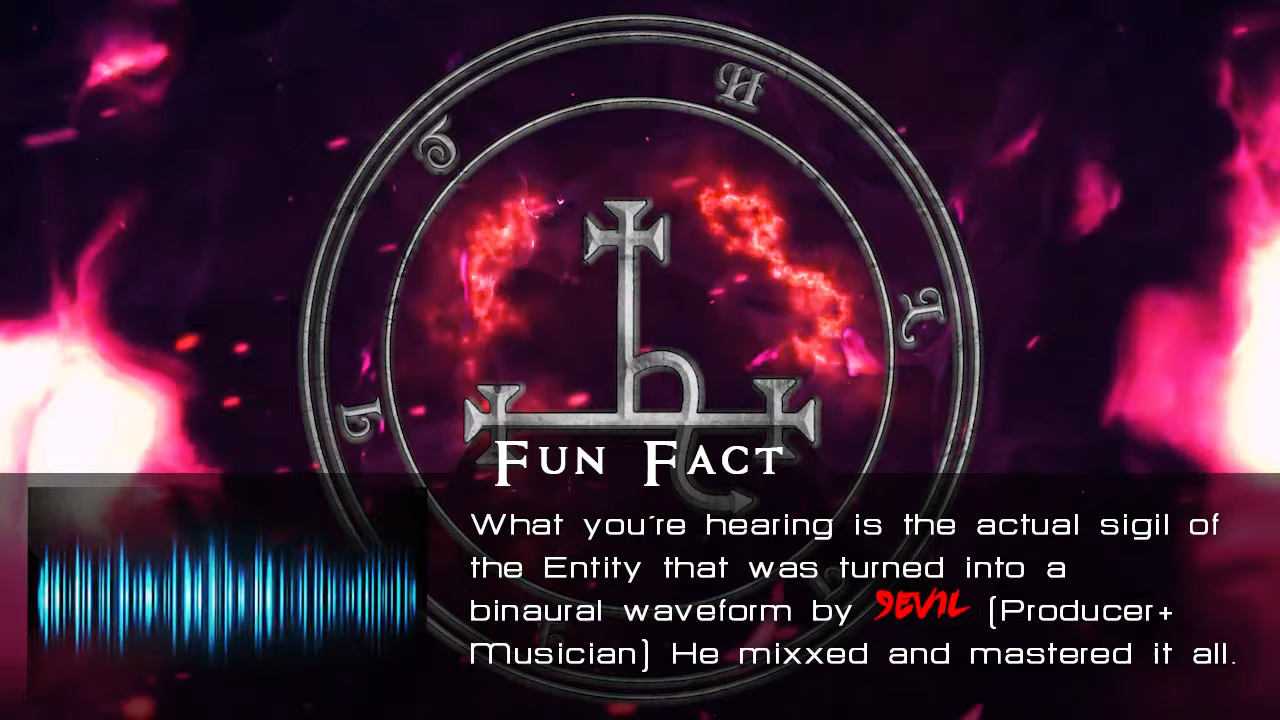 Fun Fact
What you're hearing is the actual sigil of
the Entity that was turned into a
binaural waveform by 9EV1L (Producer+
Musician) He mixxed and mastered it all.